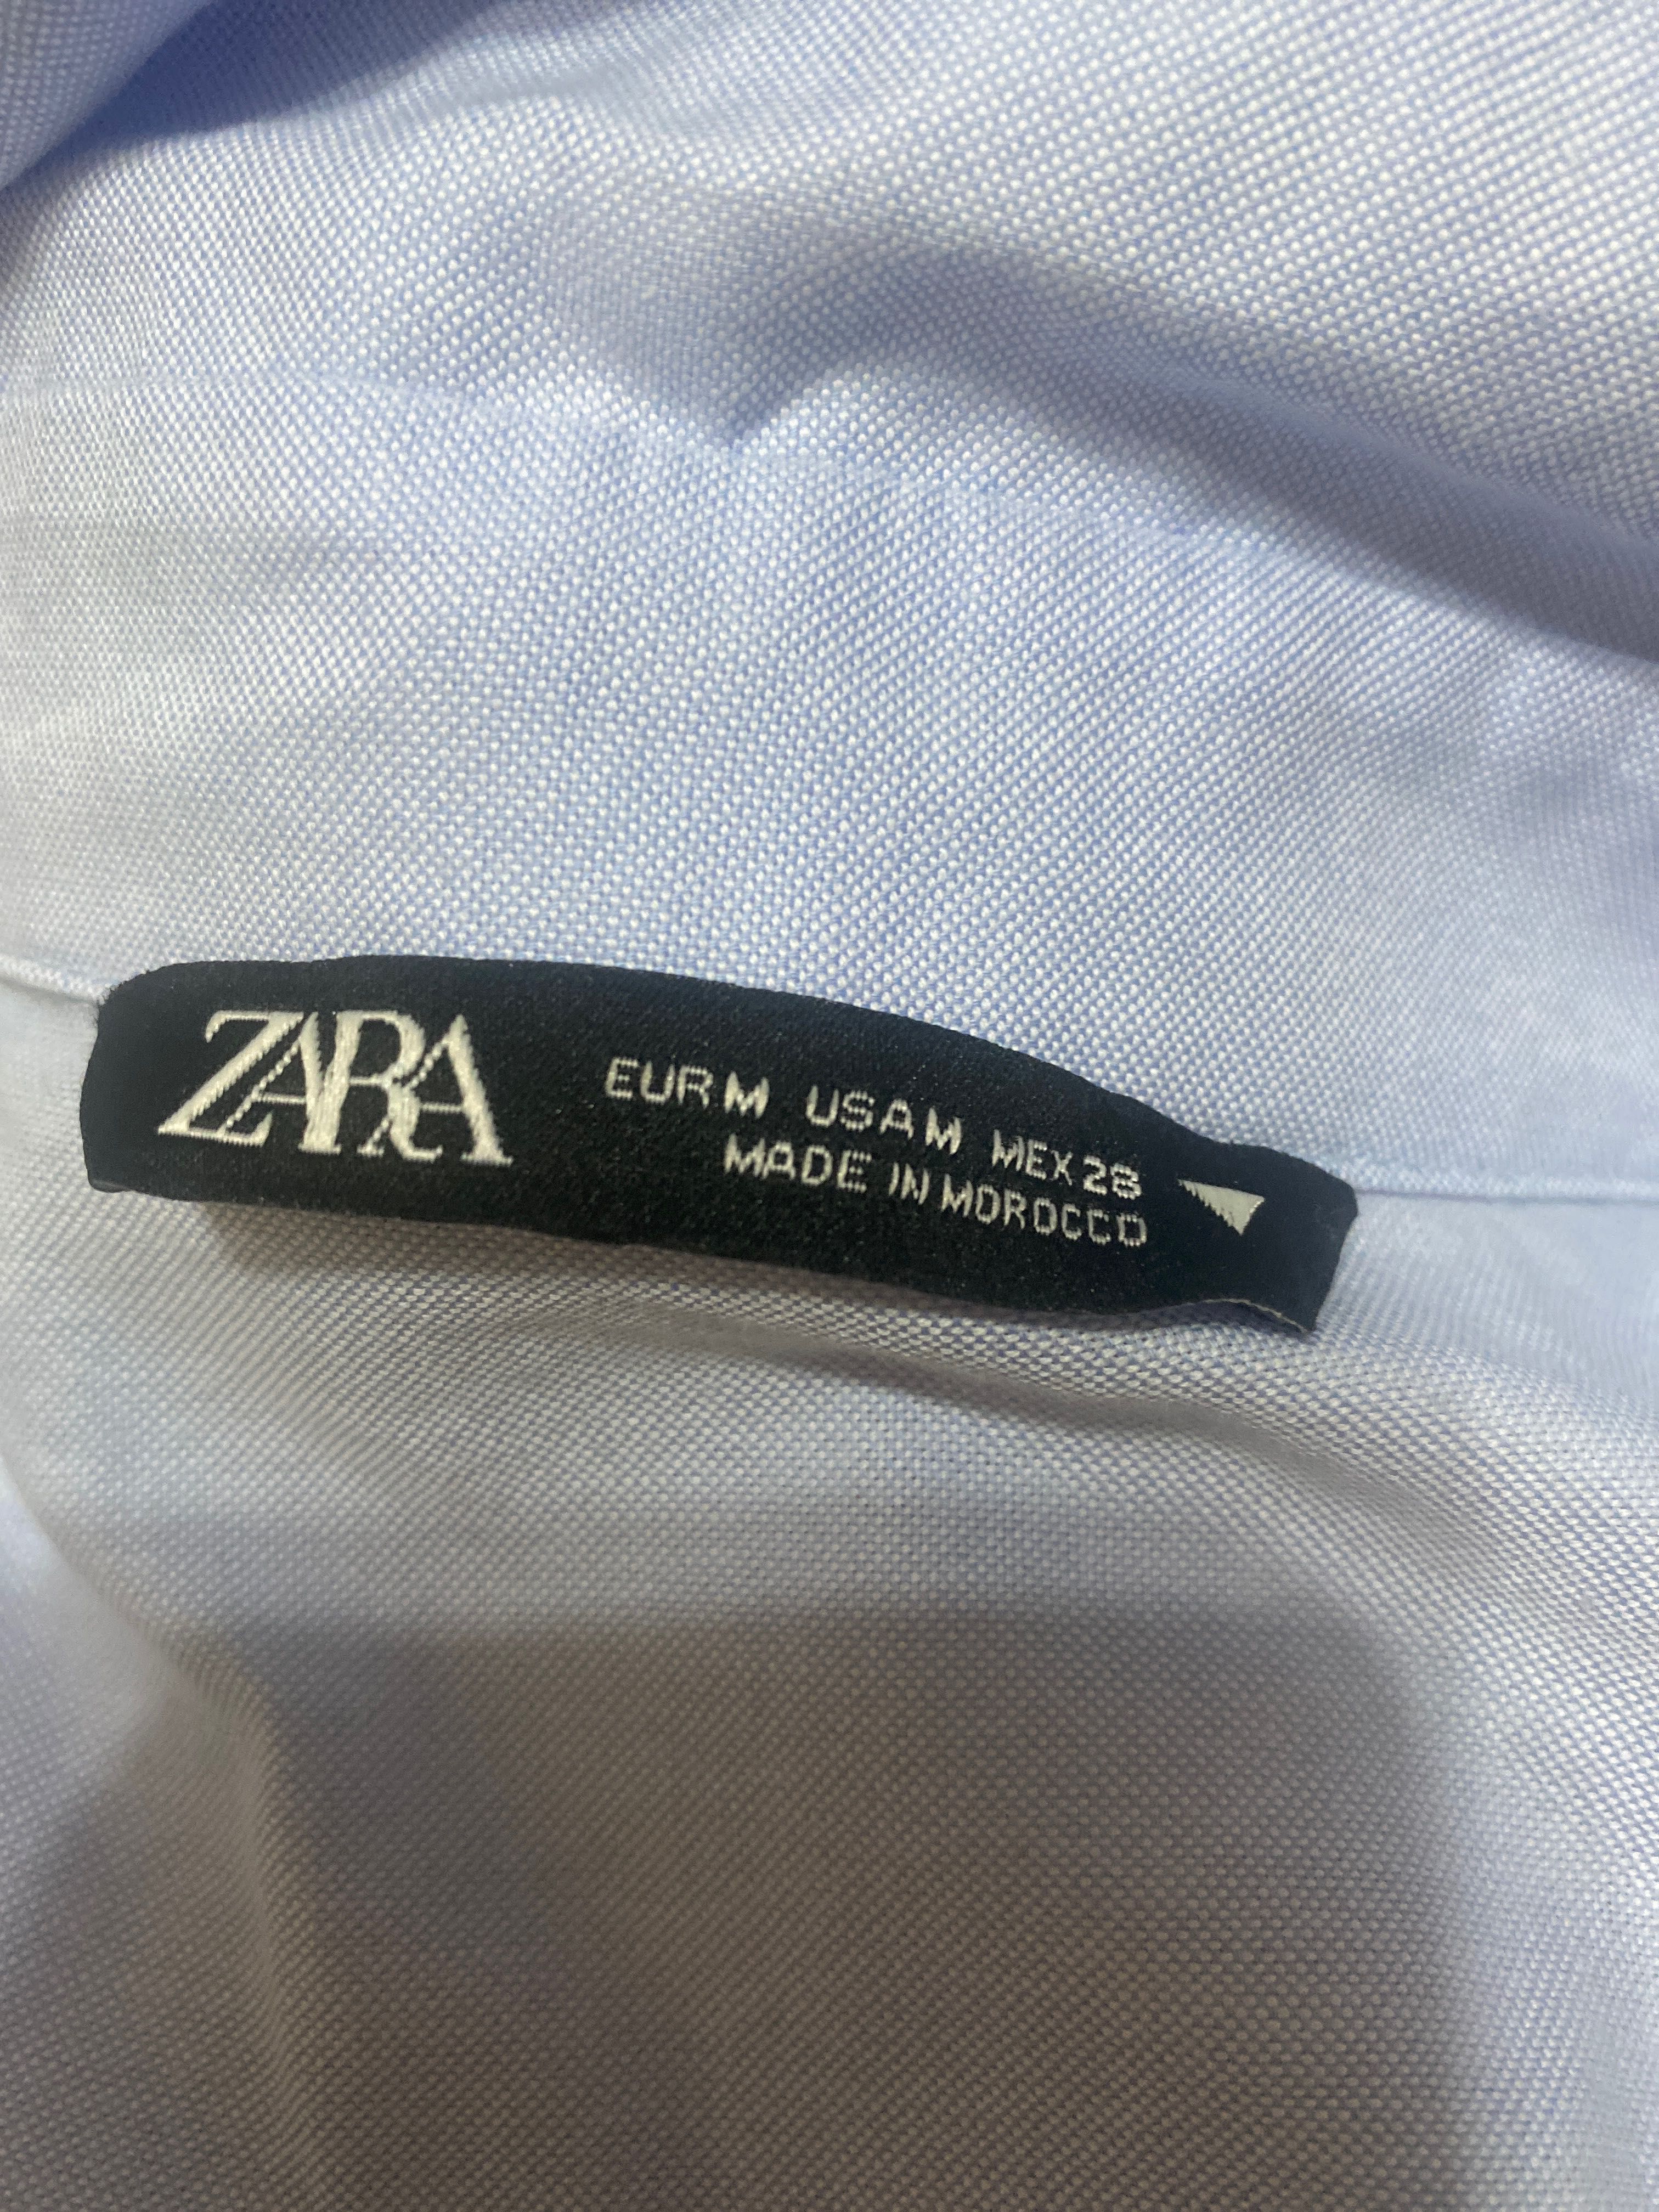 ZARA
EUR M USA M MEX 28
MADE IN MOROCCO